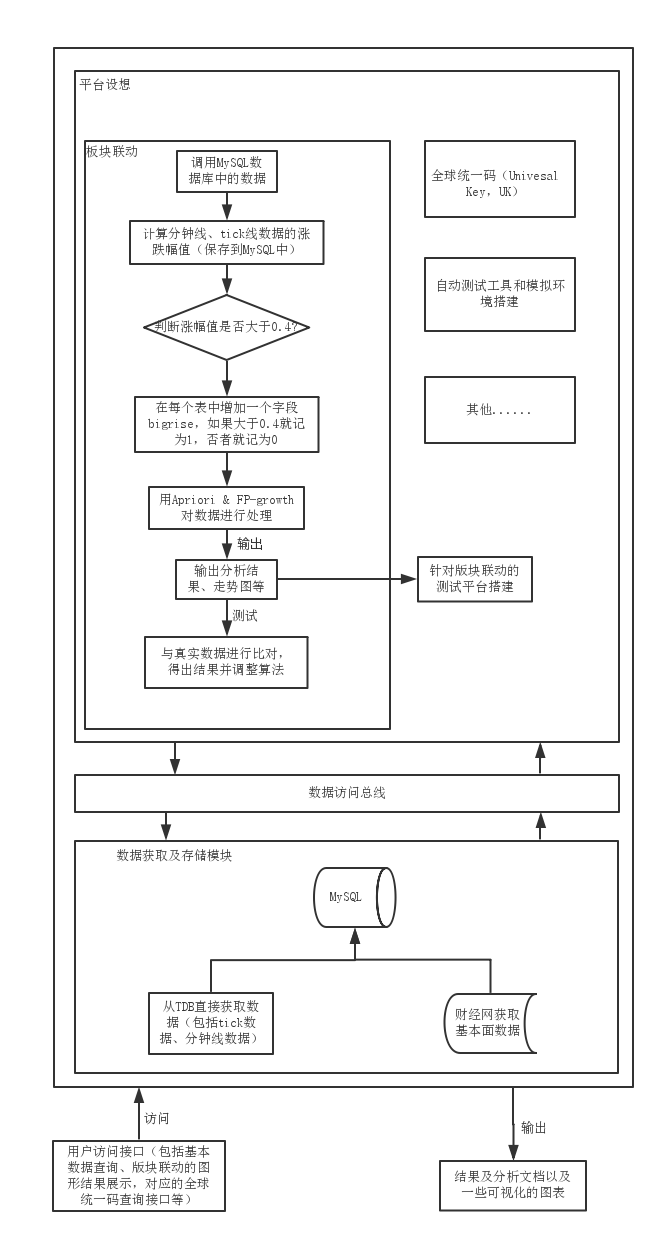 平台设想
板块联动
调用MySQL数
据库中的数据
计算分钟线、tick线数据的涨
跌幅值（保存到MySQL中）
判断涨幅值是否大于0.4?
在每个表中增加一个字段
bigrise，如果大于0.4就记
为1，否者就记为0
用Apriori & FP-growth
对数据进行处理
输出
输出分析结
果、走势图等
测试
与真实数据进行比对，
得出结果并调整算法
全球统一码（Univesal
Key，UK）
自动测试工具和模拟环
境搭建
其他......
针对版块联动的
测试平台搭建
数据访问总线
数据获取及存储模块
MySQL
从TDB直接获取数
据（包括tick数
据、分钟线数据）
财经网获取
基本面数据
访问
用户访问接口（包括基本
数据查询、版块联动的图
形结果展示，对应的全球
统一码查询接口等）
输出
结果及分析文档以及
一些可视化的图表